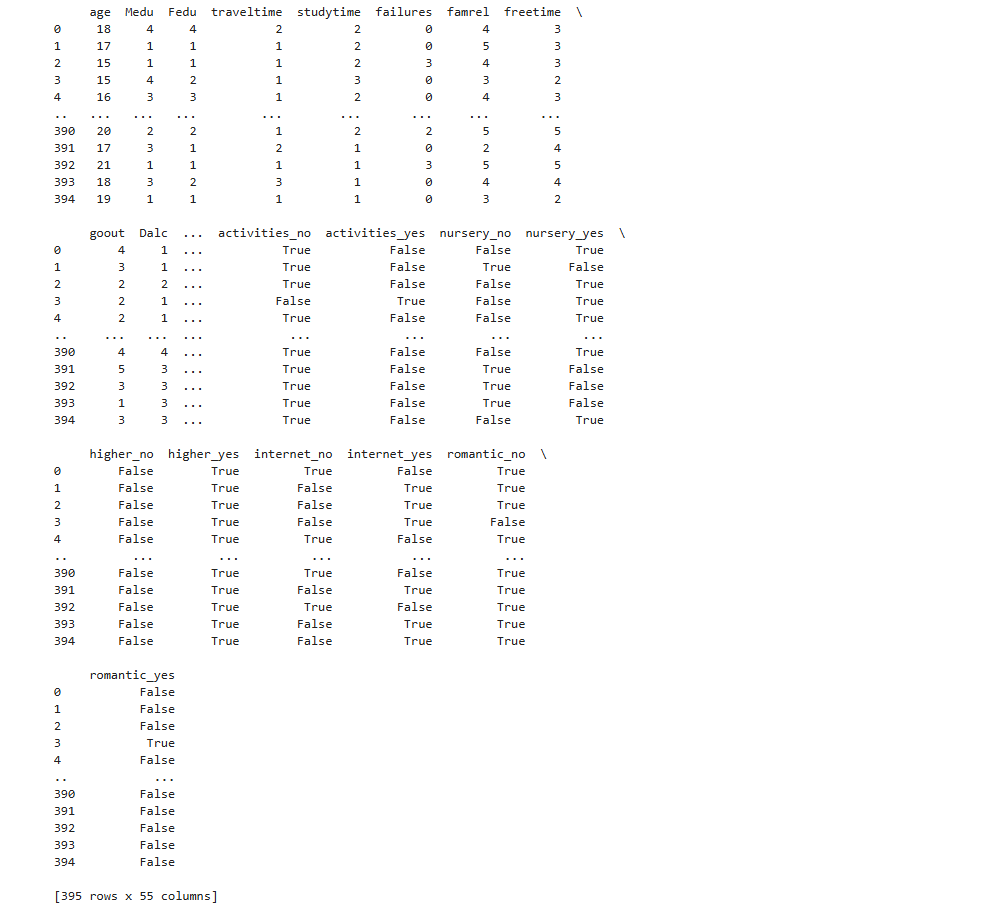 age  Medu  Fedu  traveltime  studytime  failures  famrel  freetime  \
0     18     4     4           2          2         0       4         3
1     17     1     1           1          2         0       5         3
2     15     1     1           1          2         3       4         3
3     15     4     2           1          3         0       3         2
4     16     3     3           1          2         0       4         3
..   ...   ...   ...         ...        ...       ...     ...       ...
390   20     2     2           1          2         2       5         5
391   17     3     1           2          1         0       2         4
392   21     1     1           1          1         3       5         5
393   18     3     2           3          1         0       4         4
394   19     1     1           1          1         0       3         2
     goout  Dalc  ...  activities_no  activities_yes  nursery_no  nursery_yes  \
0        4     1  ...           True           False       False         True
1        3     1  ...           True           False        True        False
2        2     2  ...           True           False       False         True
3        2     1  ...          False            True       False         True
4        2     1  ...           True           False       False         True
..     ...   ...  ...            ...             ...         ...          ...
390      4     4  ...           True           False       False         True
391      5     3  ...           True           False        True        False
392      3     3  ...           True           False        True        False
393      1     3  ...           True           False        True        False
394      3     3  ...           True           False       False         True
     higher_no  higher_yes  internet_no  internet_yes  romantic_no  \
0        False        True         True         False         True
1        False        True        False          True         True
2        False        True        False          True         True
3        False        True        False          True        False
4        False        True         True         False         True
..         ...         ...          ...           ...          ...
390      False        True         True         False         True
391      False        True        False          True         True
392      False        True         True         False         True
393      False        True        False          True         True
394      False        True        False          True         True
     romantic_yes
0           False
1           False
2           False
3            True
4           False
..            ...
390         False
391         False
392         False
393         False
394         False
[395 rows x 55 columns]